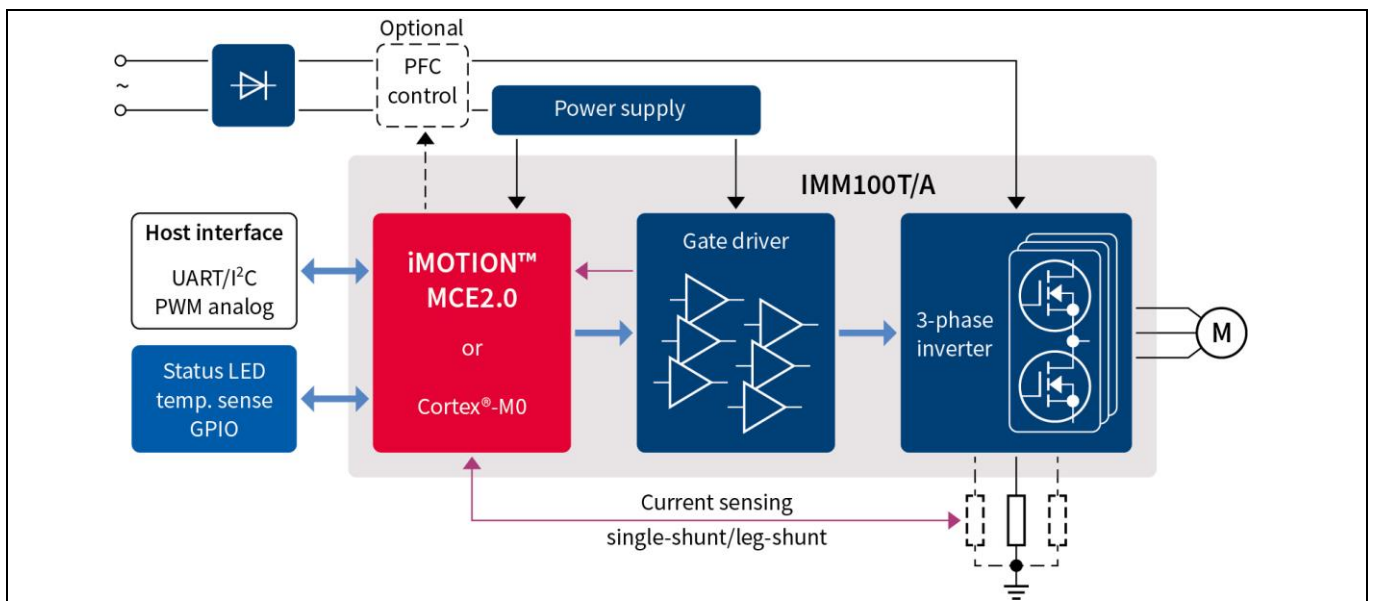 Optional
PFC
control
~
Power supply
IMM100T/A
Host interface
UART/I²C
PWM analog
iMOTION™
MCE2.0
or
Cortex®-M0
Gate driver
3-phase
inverter
M
Status LED
temp. sense
GPIO
Current sensing
single-shunt/leg-shunt